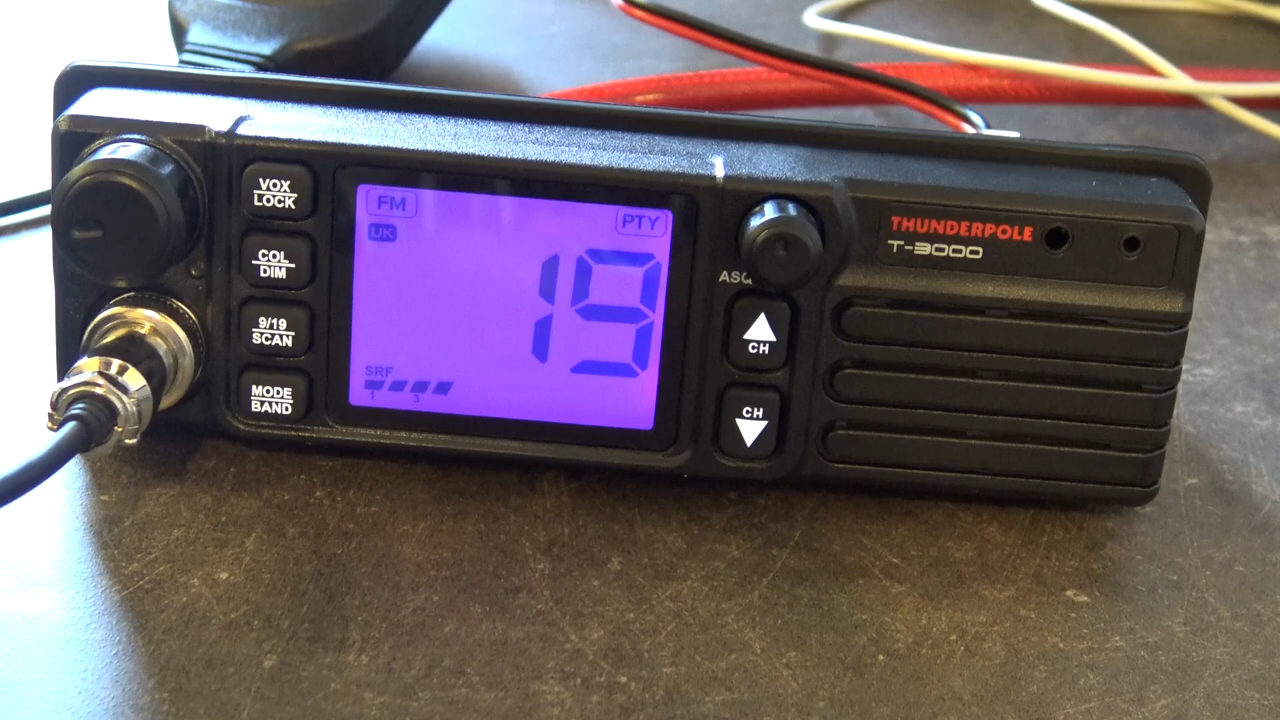 VOX
LOCK
COL
DIM
9/19
SCAN
MODE
BAND
FM
PTY
UK
19
SRF
1 3
ASQ
CH
CH
THUNDERPOLE
T-3000